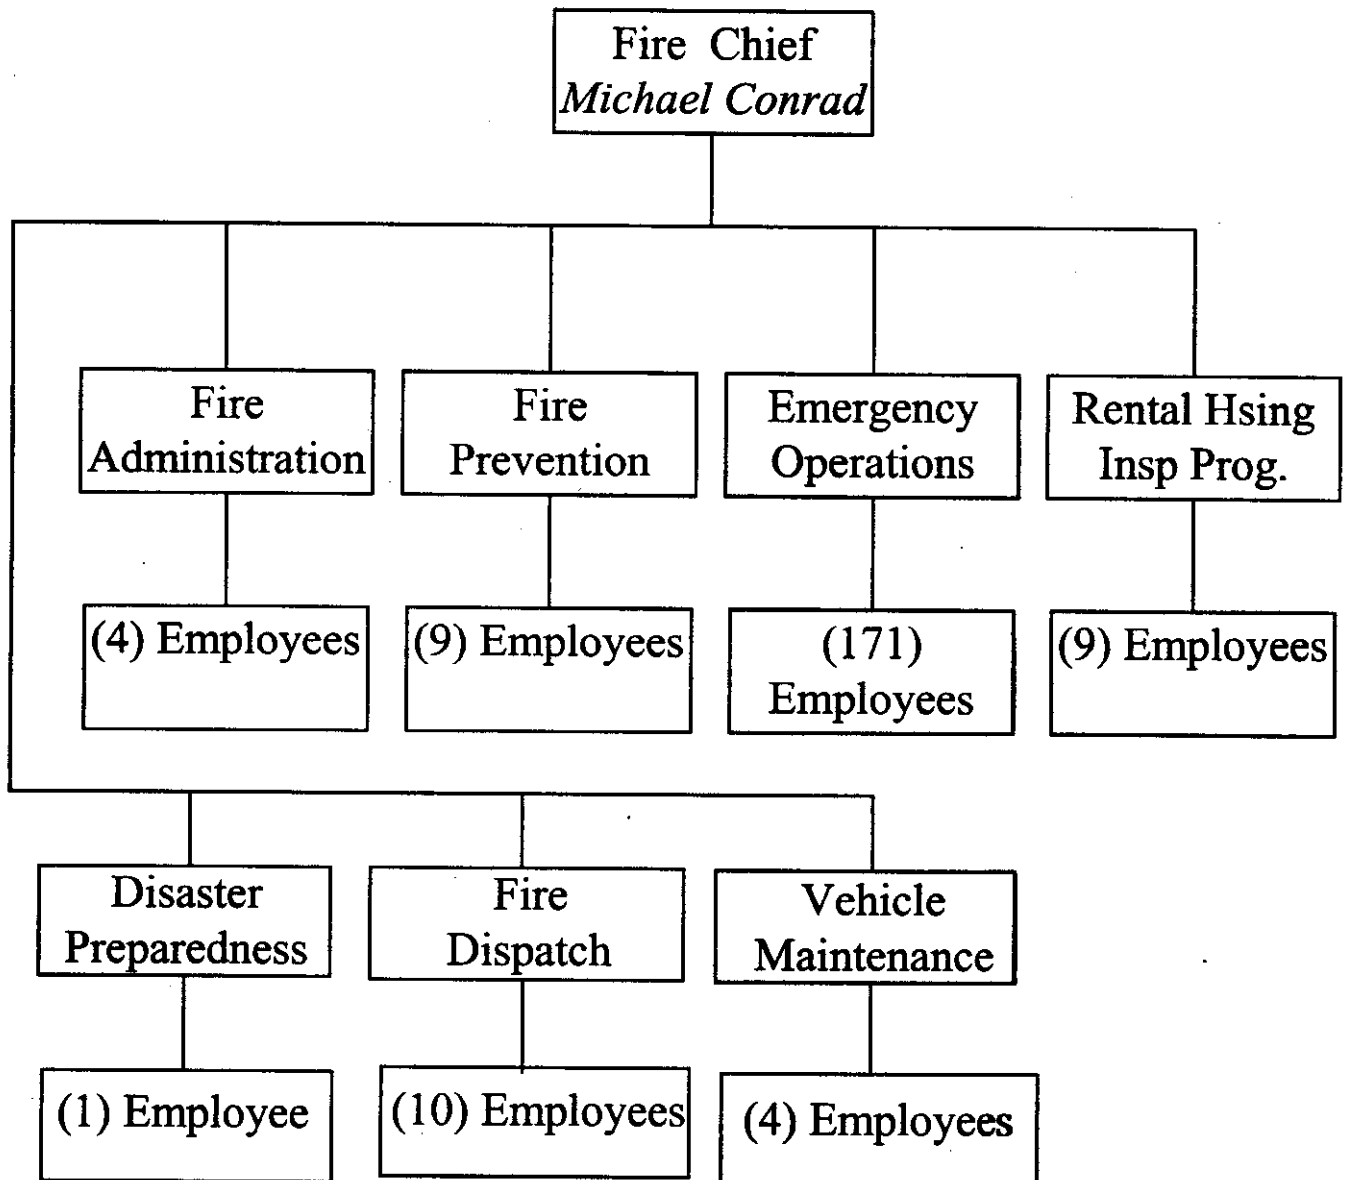 Fire Chief
Michael Conrad
Fire
Administration
Fire
Prevention
Emergency
Operations
Rental Hsing
Insp Prog.
(4) Employees
(9) Employees
(171)
Employees
(9) Employees
Disaster
Preparedness
Fire
Dispatch
Vehicle
Maintenance
(1) Employee
(10) Employees
(4) Employees